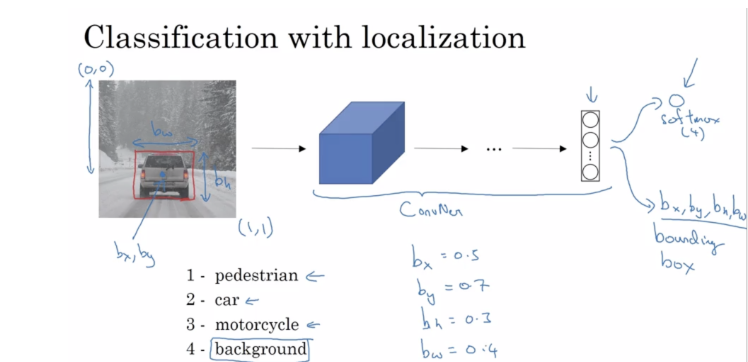 Classification with localization
(0,0)
bw
bh
(1,1)
bx,by
...
ConvNet
softmax
(4)
bx, by, bh, bw
bounding
box
1 - pedestrian ←
2 - car ←
3 - motorcycle ←
4 - background
bx = 0.5
by = 0.7
bh = 0.3
bw = 0.4